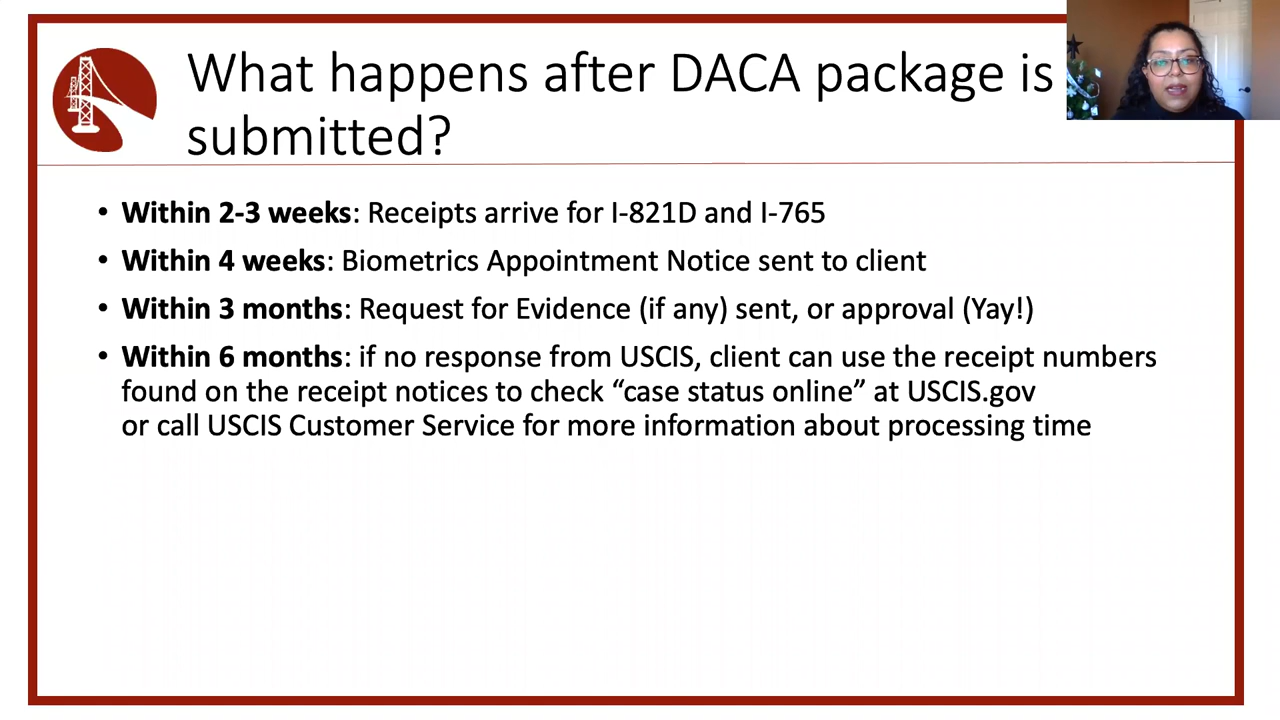 What happens after DACA package is
submitted?
• Within 2-3 weeks: Receipts arrive for I-821D and I-765
• Within 4 weeks: Biometrics Appointment Notice sent to client
• Within 3 months: Request for Evidence (if any) sent, or approval (Yay!)
• Within 6 months: if no response from USCIS, client can use the receipt numbers
found on the receipt notices to check “case status online” at USCIS.gov
or call USCIS Customer Service for more information about processing time